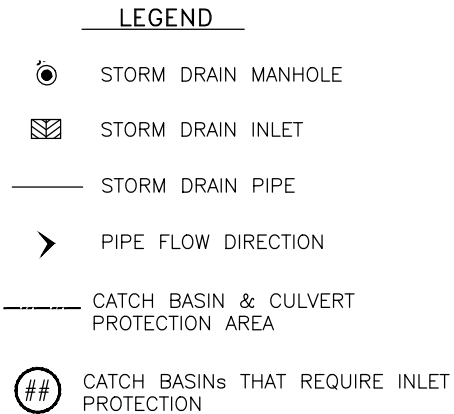 LEGEND
STORM DRAIN MANHOLE
STORM DRAIN INLET
STORM DRAIN PIPE
PIPE FLOW DIRECTION
CATCH BASIN & CULVERT
PROTECTION AREA
## CATCH BASINs THAT REQUIRE INLET
PROTECTION